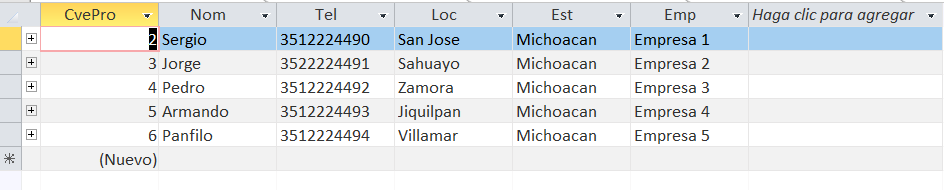 CvePro Nom Tel Loc Est Emp Haga clic para agregar
2 Sergio 3512224490 San Jose Michoacan Empresa 1
3 Jorge 3522224491 Sahuayo Michoacan Empresa 2
4 Pedro 3512224492 Zamora Michoacan Empresa 3
5 Armando 3512224493 Jiquilpan Michoacan Empresa 4
6 Panfilo 3512224494 Villamar Michoacan Empresa 5
(Nuevo)